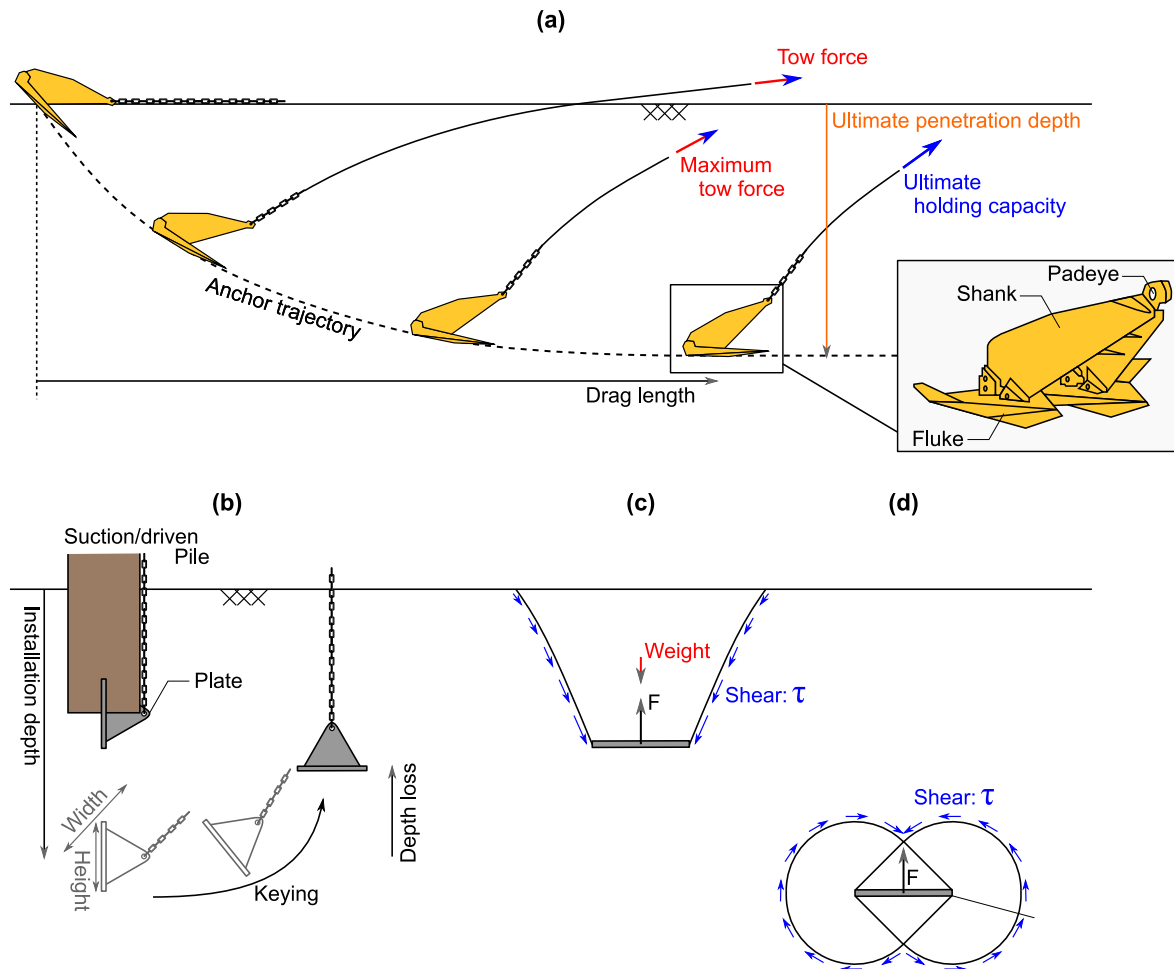 (a)
Tow force
Ultimate penetration depth
Maximum
tow force
Ultimate
holding capacity
Anchor trajectory
Drag length
Padeye
Shank
Fluke
(b)
(c)
(d)
Suction/driven
Pile
Installation depth
Plate
Width
Height
Keying
Depth loss
Weight
F
Shear: τ
Shear: τ
F